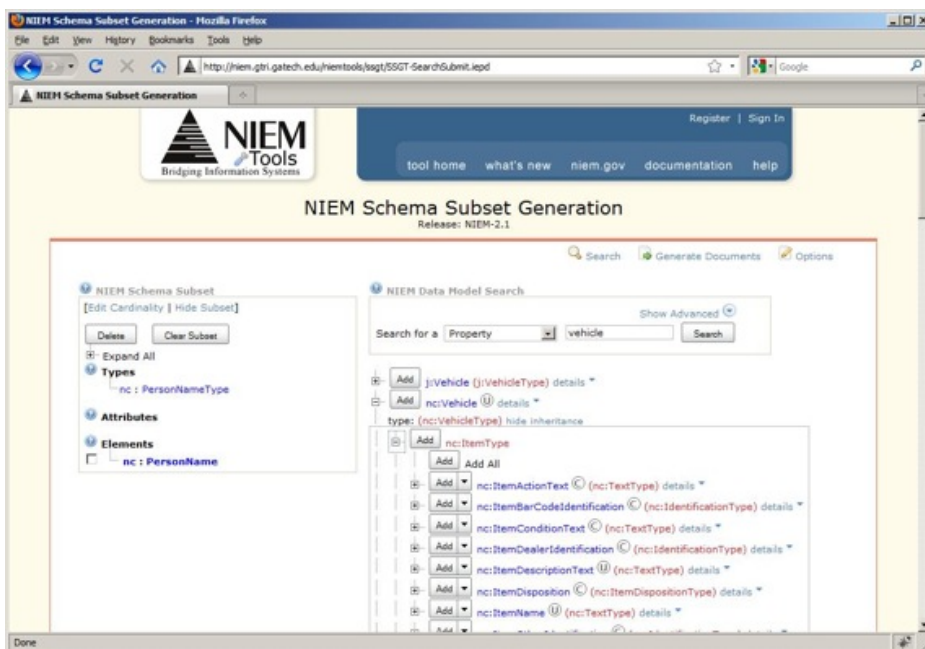 NIEM Schema Subset Generation - Mozilla Firefox
File Edit View History Bookmarks Tools Help
http://niem.gtri.gatech.edu/niemtools/ssgt/SSGT-SearchSubmit.iepd
Google
NIEM Schema Subset Generation
Register | Sign In
NIEM
Tools
Bridging Information Systems
tool home what's new niem.gov documentation help
NIEM Schema Subset Generation
Release: NIEM-2.1
Search Generate Documents Options
NIEM Schema Subset
[Edit Cardinality | Hide Subset]
Delete Clear Subset
Expand All
Types
nc : PersonNameType
Attributes
Elements
nc : PersonName
NIEM Data Model Search
Show Advanced
Search for a Property vehicle Search
Add j:Vehicle (j:VehicleType) details
Add nc:Vehicle U details
type: (nc:VehicleType) hide inheritance
Add nc:ItemType
Add Add All
Add nc:ItemActionText C (nc:TextType) details
Add nc:ItemBarCodeIdentification C (nc:IdentificationType) details
Add nc:ItemConditionText C (nc:TextType) details
Add nc:ItemDealerIdentification C (nc:IdentificationType) details
Add nc:ItemDescriptionText U (nc:TextType) details
Add nc:ItemDisposition C (nc:ItemDispositionType) details
Add nc:ItemName U (nc:TextType) details
Done